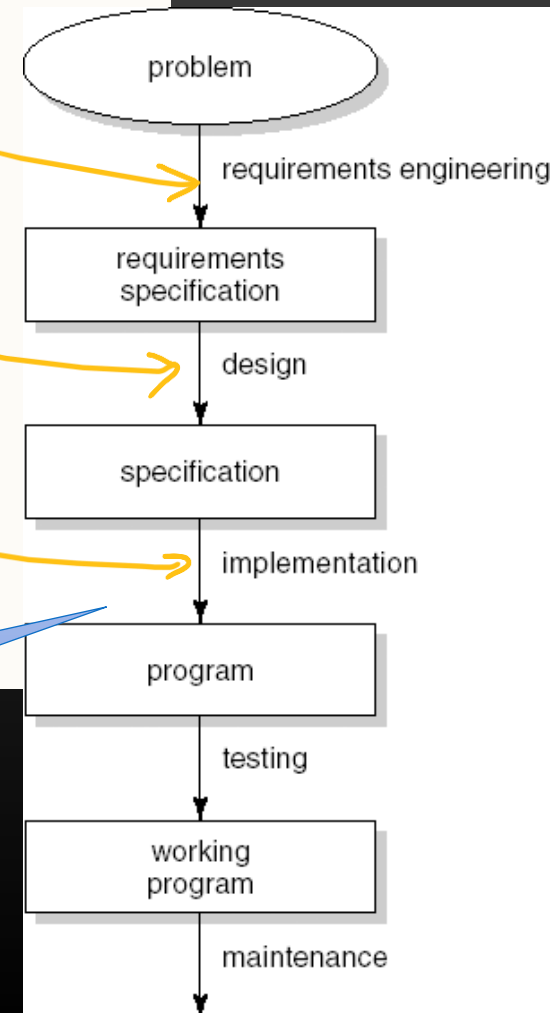 problem
requirements engineering
requirements
specification
design
specification
implementation
program
testing
working
program
maintenance